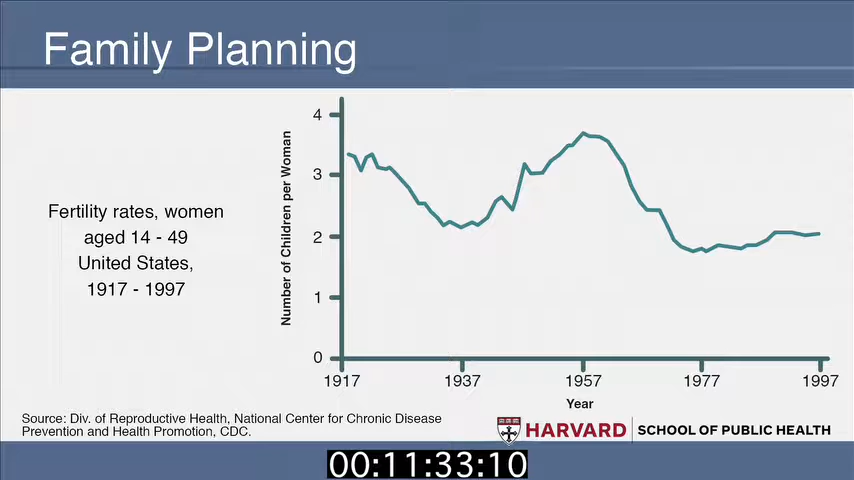 Family Planning
Fertility rates, women
aged 14 - 49
United States,
1917 - 1997
Number of Children per Woman
4
3
2
1
0
1917
1937
1957
1977
1997
Year
Source: Div. of Reproductive Health, National Center for Chronic Disease
Prevention and Health Promotion, CDC.
HARVARD
SCHOOL OF PUBLIC HEALTH
00:11:33:10